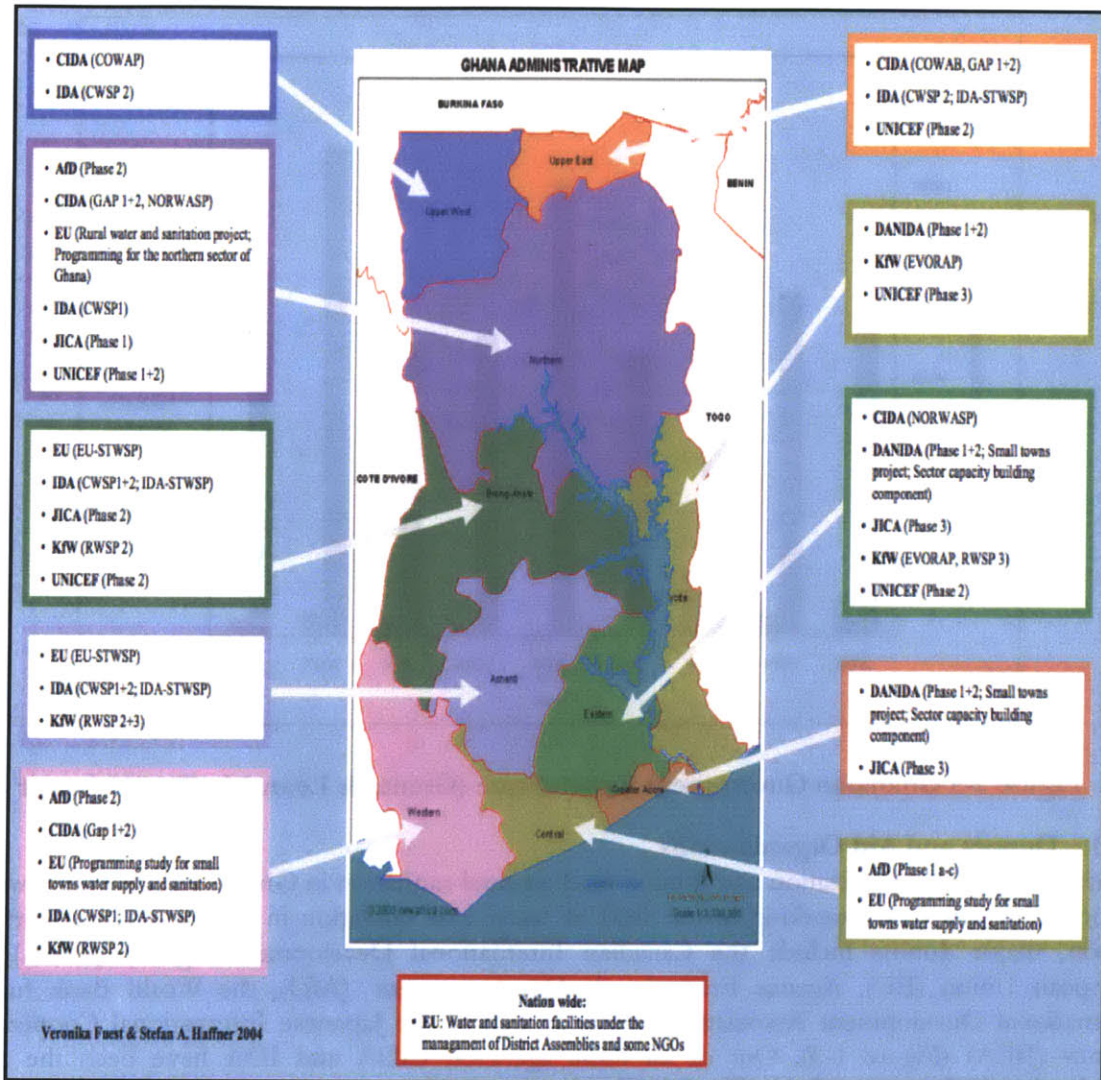 • CIDA (COWAP)
• IDA (CWSP 2)
• AfD (Phase 2)
• CIDA (GAP 1+2, NORWASP)
• EU (Rural water and sanitation project;
Programming for the northern sector of
Ghana)
• IDA (CWSP1)
• JICA (Phase 1)
• UNICEF (Phase 1+2)
• EU (EU-STWSP)
• IDA (CWSP1+2; IDA-STWSP)
• JICA (Phase 2)
• KfW (RWSP 2)
• UNICEF (Phase 2)
• EU (EU-STWSP)
• IDA (CWSP1+2; IDA-STWSP)
• KfW (RWSP 2+3)
• AfD (Phase 2)
• CIDA (Gap 1+2)
• EU (Programming study for small
towns water supply and sanitation)
• IDA (CWSP1; IDA-STWSP)
• KfW (RWSP 2)
Veronika Fuest & Stefan A. Haffner 2004
GHANA ADMINISTRATIVE MAP
BURKINA FASO
Upper East
BENIN
Upper West
Northern
TOGO
COTE D'IVORE
Brong-Ahafo
Volta
Ashanti
Eastern
Greater Accra
Western
Central
Nation wide:
• EU: Water and sanitation facilities under the
managament of District Assemblies and some NGOs
• CIDA (COWAB, GAP 1+2)
• IDA (CWSP 2; IDA-STWSP)
• UNICEF (Phase 2)
• DANIDA (Phase 1+2)
• KfW (EVORAP)
• UNICEF (Phase 3)
• CIDA (NORWASP)
• DANIDA (Phase 1+2; Small towns
project; Sector capacity building
component)
• JICA (Phase 3)
• KfW (EVORAP, RWSP 3)
• UNICEF (Phase 2)
• DANIDA (Phase 1+2; Small towns
project; Sector capacity building
component)
• JICA (Phase 3)
• AfD (Phase 1 a-c)
• EU (Programming study for small
towns water supply and sanitation)